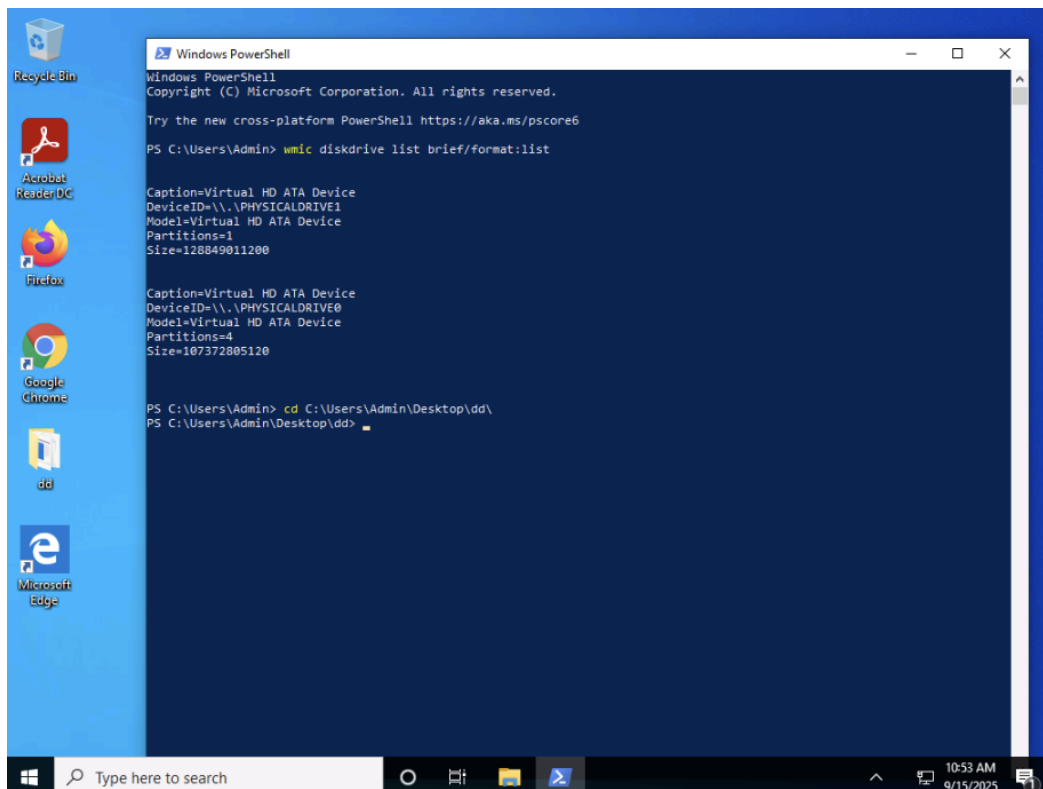 Recycle Bin
Acrobat
Reader DC
Firefox
Google
Chrome
dd
Microsoft
Edge
Windows PowerShell
Windows PowerShell
Copyright (C) Microsoft Corporation. All rights reserved.
Try the new cross-platform PowerShell https://aka.ms/pscore6
PS C:\Users\Admin> wmic diskdrive list brief/format:list
Caption=Virtual HD ATA Device
DeviceID=\\.\PHYSICALDRIVE1
Model=Virtual HD ATA Device
Partitions=1
Size=128849011200
Caption=Virtual HD ATA Device
DeviceID=\\.\PHYSICALDRIVE0
Model=Virtual HD ATA Device
Partitions=4
Size=107372805120
PS C:\Users\Admin> cd C:\Users\Admin\Desktop\dd\
PS C:\Users\Admin\Desktop\dd>
Type here to search
10:53 AM
9/15/2025
1